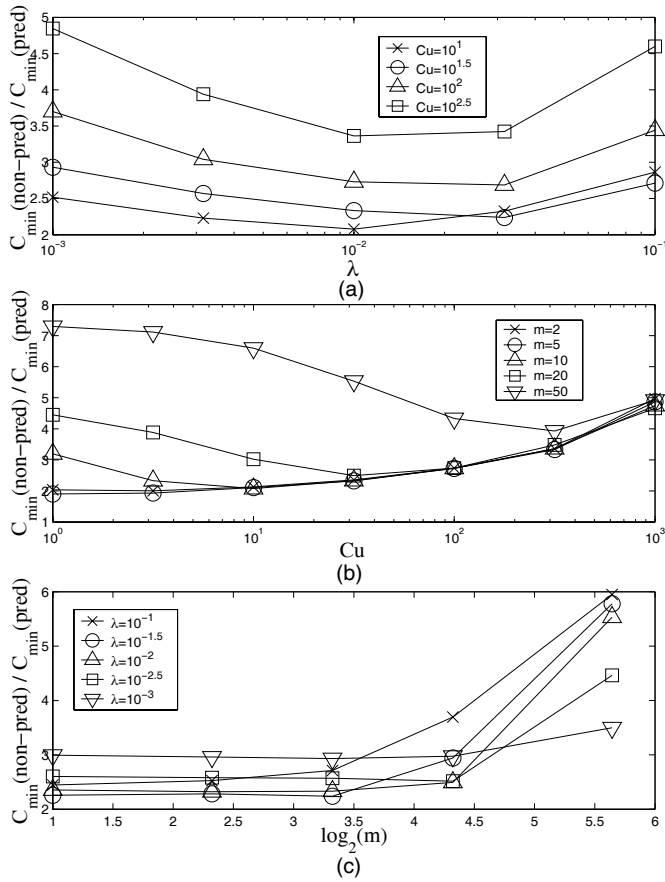 C_min(non-pred) / C_min(pred)
5
4.5
4
3.5
3
2.5
2
Cu=10^1
Cu=10^1.5
Cu=10^2
Cu=10^2.5
10^−3
10^−2
10^−1
λ
(a)
C_min(non-pred) / C_min(pred)
8
7
6
5
4
3
2
1
m=2
m=5
m=10
m=20
m=50
10^0
10^1
10^2
10^3
Cu
(b)
C_min(non-pred) / C_min(pred)
6
5
4
3
2
λ=10^−1
λ=10^−1.5
λ=10^−2
λ=10^−2.5
λ=10^−3
1
1.5
2
2.5
3
3.5
4
4.5
5
5.5
6
log_2(m)
(c)